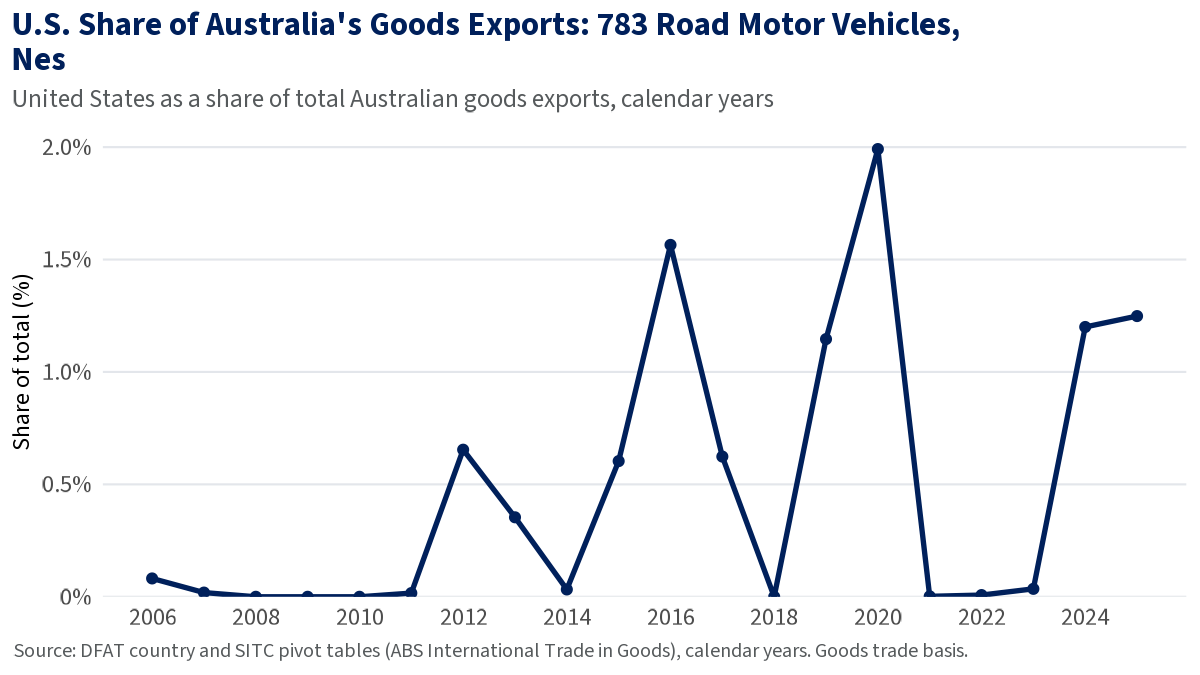 U.S. Share of Australia's Goods Exports: 783 Road Motor Vehicles,
Nes
United States as a share of total Australian goods exports, calendar years
Share of total (%)
2.0%
1.5%
1.0%
0.5%
0%
2006 2008 2010 2012 2014 2016 2018 2020 2022 2024
Source: DFAT country and SITC pivot tables (ABS International Trade in Goods), calendar years. Goods trade basis.